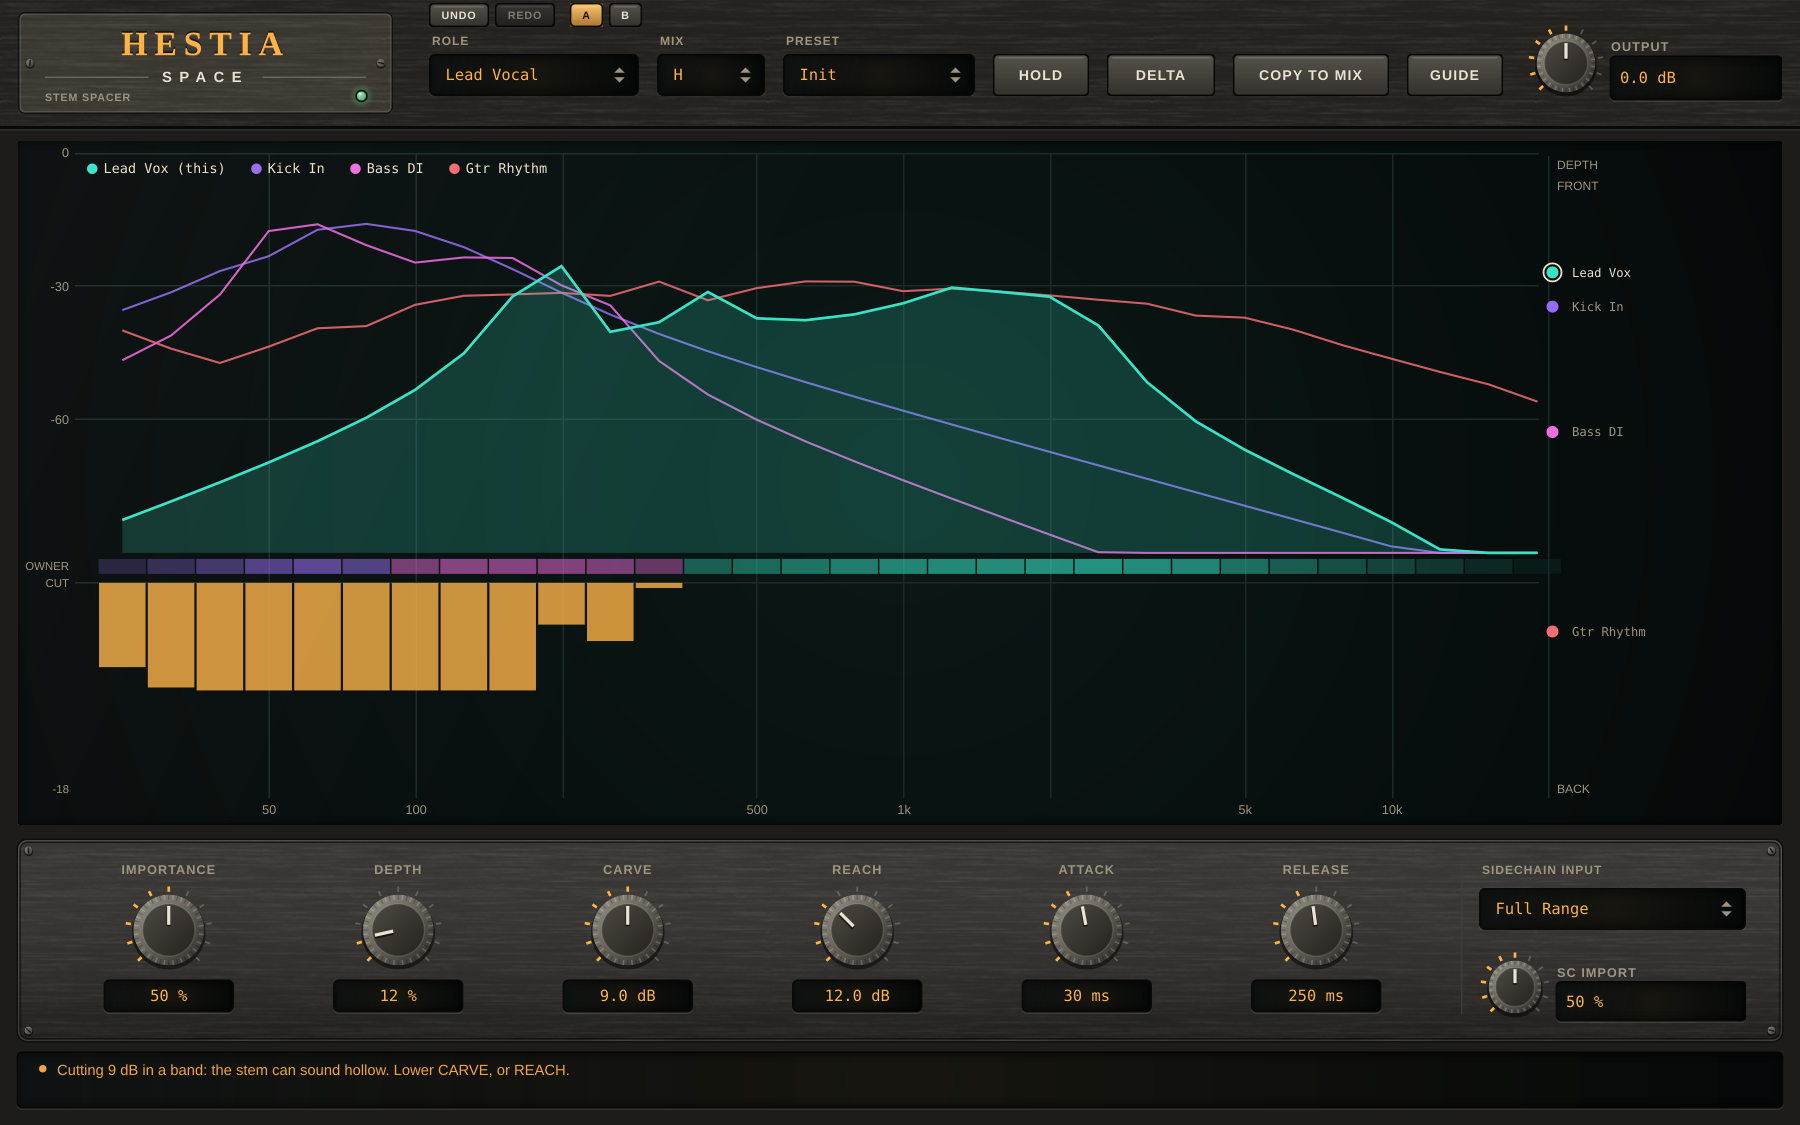 HESTIA
SPACE
STEM SPACER
UNDO REDO A B
ROLE MIX PRESET
Lead Vocal H Init HOLD DELTA COPY TO MIX GUIDE
OUTPUT
0.0 dB
0
Lead Vox (this) Kick In Bass DI Gtr Rhythm
-30
-60
OWNER
CUT
-18
50 100 500 1k 5k 10k
DEPTH
FRONT
Lead Vox
Kick In
Bass DI
Gtr Rhythm
BACK
IMPORTANCE DEPTH CARVE REACH ATTACK RELEASE
50 % 12 % 9.0 dB 12.0 dB 30 ms 250 ms
SIDECHAIN INPUT
Full Range
SC IMPORT
50 %
Cutting 9 dB in a band: the stem can sound hollow. Lower CARVE, or REACH.